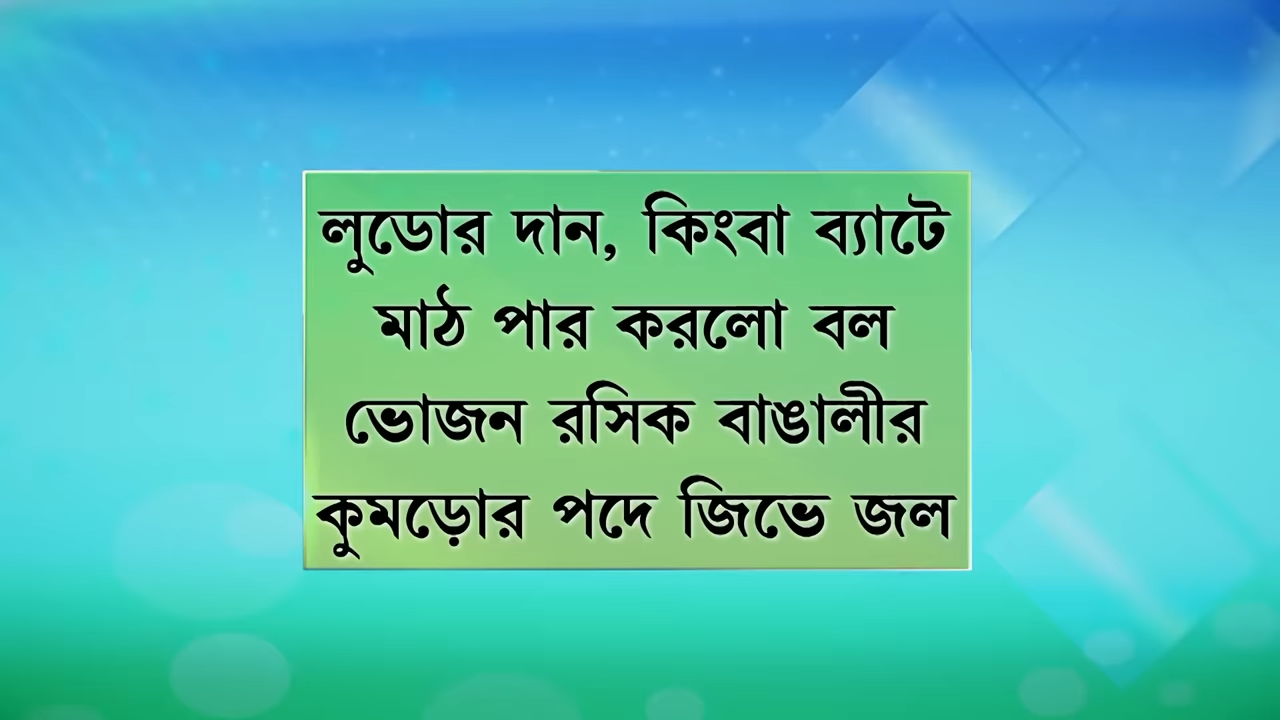 লুডোর দান, কিংবা ব্যাটে
মাঠ পার করলো বল
ভোজন রসিক বাঙালীর
কুমড়োর পদে জিভে জল